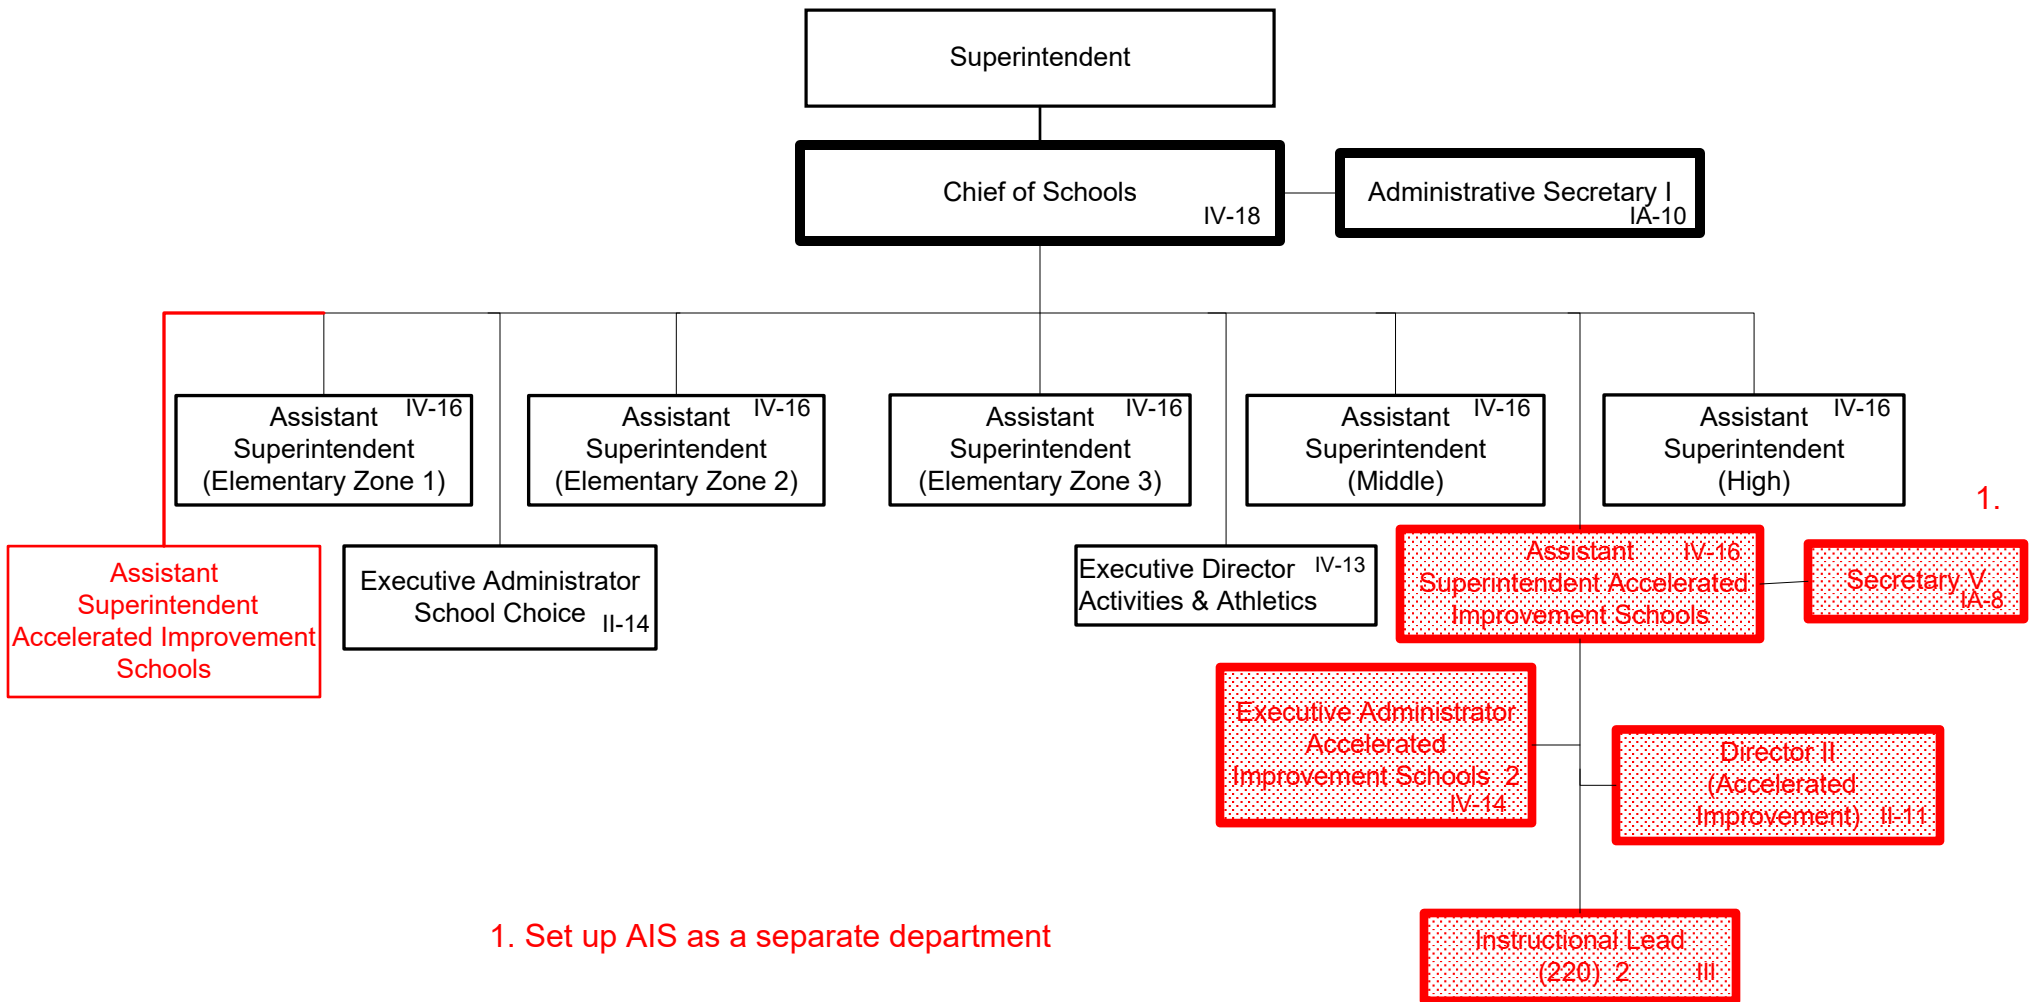 Superintendent
Chief of Schools
IV-18
Administrative Secretary I
IA-10
Assistant
IV-16
Superintendent
(Elementary Zone 1)
Assistant
IV-16
Superintendent
(Elementary Zone 2)
Assistant
IV-16
Superintendent
(Elementary Zone 3)
Assistant
IV-16
Superintendent
(Middle)
Assistant
IV-16
Superintendent
(High)
1.
Assistant
Superintendent
Accelerated Improvement
Schools
Executive Administrator
School Choice
II-14
Executive Director
IV-13
Activities & Athletics
Assistant
IV-16
Superintendent Accelerated
Improvement Schools
Secretary V
IA-8
Executive Administrator
Accelerated
Improvement Schools 2
IV-14
Director II
(Accelerated
Improvement)
II-11
1. Set up AIS as a separate department
Instructional Lead
(220) 2
III